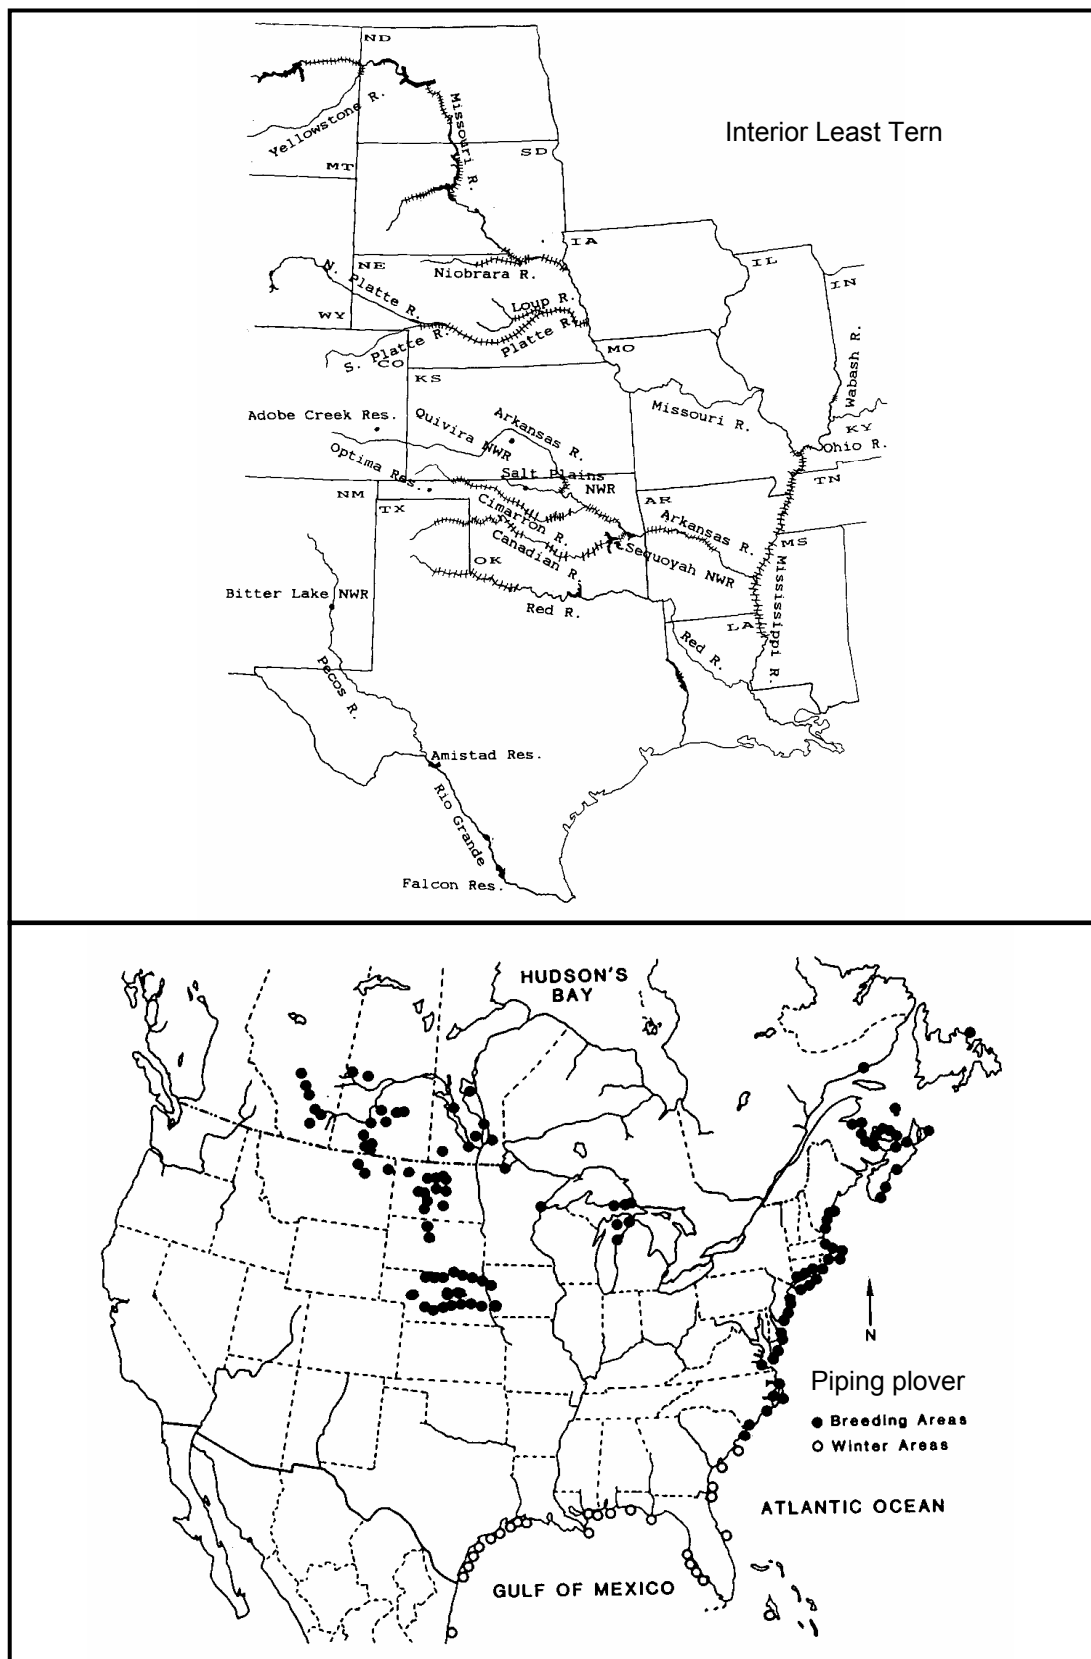 ND
Yellowstone R.
Missouri R.
Interior Least Tern
SD
MT
IA
NE
Niobrara R.
IL
IN
N. Platte R.
Loup R.
WY
Platte R.
S. Platte R.
CO
MO
KS
Wabash R.
Missouri R.
Adobe Creek Res.
Quivira NWR
Arkansas R.
KY
Ohio R.
Optima Res.
Salt Plains
NWR
TN
NM
TX
Cimarron R.
AR
Arkansas R.
MS
Canadian R.
OK
Sequoyah NWR
Mississippi R.
Bitter Lake NWR
Red R.
LA
Red R.
Pecos R.
Amistad Res.
Rio Grande
Falcon Res.
HUDSON'S
BAY
N
Piping plover
Breeding Areas
Winter Areas
ATLANTIC OCEAN
GULF OF MEXICO